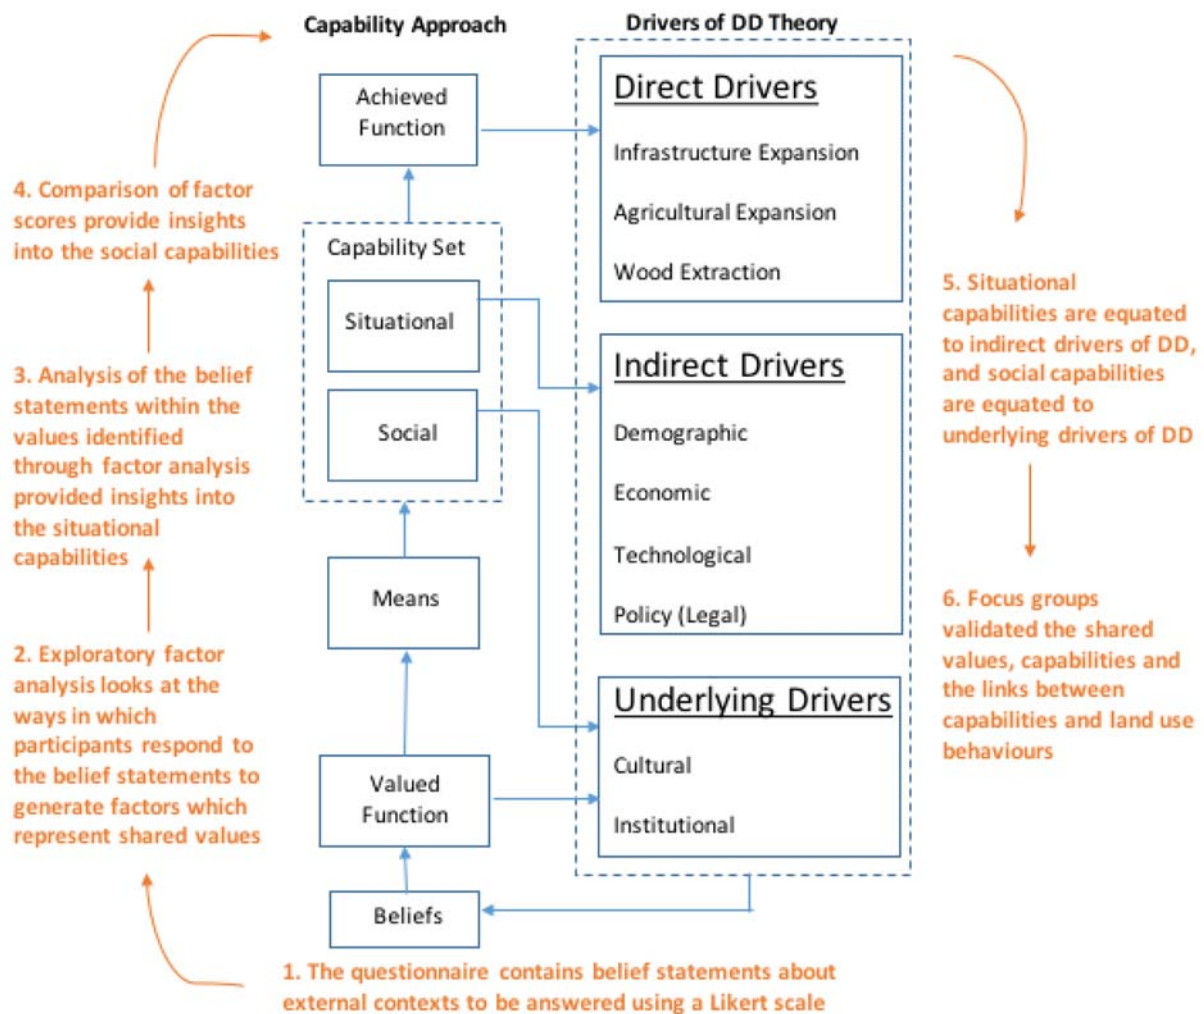 Capability Approach
Drivers of DD Theory
Achieved
Function
Capability Set
Situational
Social
Means
Valued
Function
Beliefs
Direct Drivers
Infrastructure Expansion
Agricultural Expansion
Wood Extraction
Indirect Drivers
Demographic
Economic
Technological
Policy (Legal)
Underlying Drivers
Cultural
Institutional
1. The questionnaire contains belief statements about
external contexts to be answered using a Likert scale
2. Exploratory factor
analysis looks at the
ways in which
participants respond to
the belief statements to
generate factors which
represent shared values
3. Analysis of the belief
statements within the
values identified
through factor analysis
provided insights into
the situational
capabilities
4. Comparison of factor
scores provide insights
into the social capabilities
5. Situational
capabilities are equated
to indirect drivers of DD,
and social capabilities
are equated to
underlying drivers of DD
6. Focus groups
validated the shared
values, capabilities and
the links between
capabilities and land use
behaviours